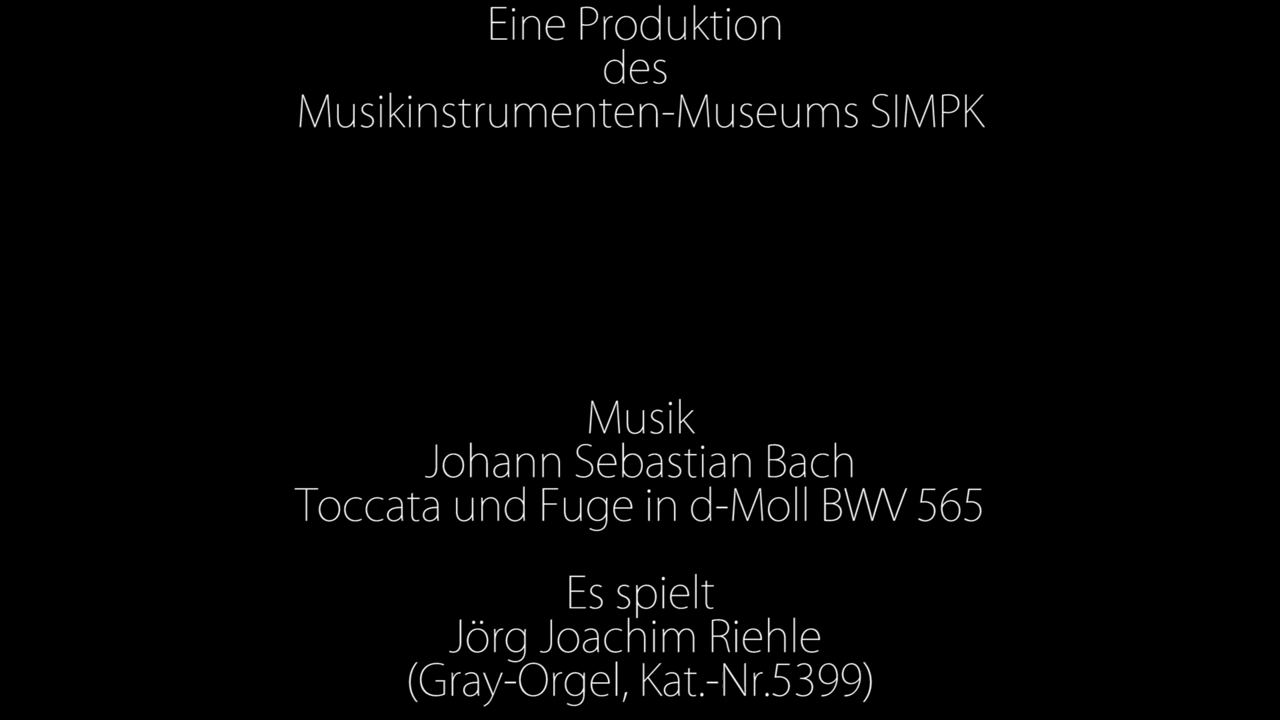 Eine Produktion
des
Musikinstrumenten-Museums SIMPK
Musik
Johann Sebastian Bach
Toccata und Fuge in d-Moll BWV 565
Es spielt
Jörg Joachim Riehle
(Gray-Orgel, Kat.-Nr.5399)